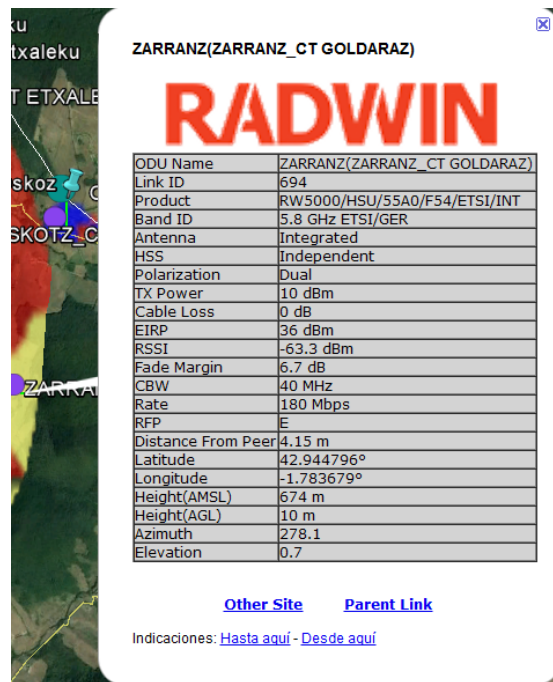 ku
txaleku
ZARRANZ(ZARRANZ_CT GOLDARAZ)
T ETXALE
RADWIN
ODU Name ZARRANZ(ZARRANZ_CT GOLDARAZ)
Link ID 694
skoz
Product RW5000/HSU/55A0/F54/ETSI/INT
Band ID 5.8 GHz ETSI/GER
SKOTZ_C
Antenna Integrated
HSS Independent
Polarization Dual
TX Power 10 dBm
Cable Loss 0 dB
EIRP 36 dBm
RSSI -63.3 dBm
Fade Margin 6.7 dB
ZARRA
CBW 40 MHz
Rate 180 Mbps
RFP E
Distance From Peer 4.15 m
Latitude 42.944796º
Longitude -1.783679º
Height(AMSL) 674 m
Height(AGL) 10 m
Azimuth 278.1
Elevation 0.7
Other Site Parent Link
Indicaciones: Hasta aquí - Desde aquí